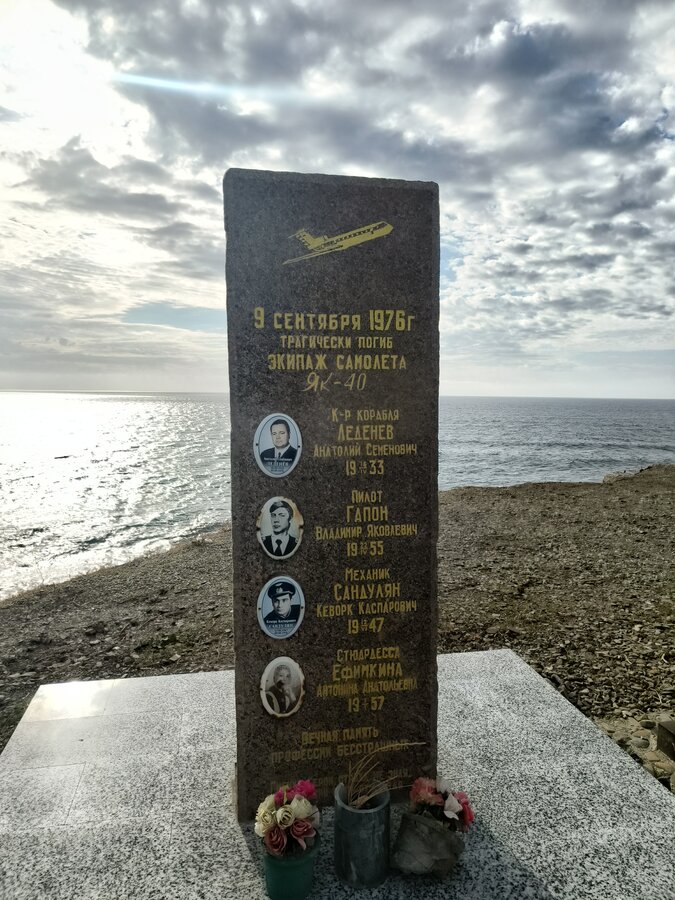 9 СЕНТЯБРЯ 1976Г
ТРАГИЧЕСКИ ПОГИБ
ЭКИПАЖ САМОЛЕТА
ЯК-40
К-Р КОРАБЛЯ
ЛЕДЕНЕВ
АНАТОЛИЙ СЕМЕНОВИЧ
19 33
ПИЛОТ
ГАПОН
ВЛАДИМИР ЯКОВЛЕВИЧ
19 55
МЕХАНИК
САНДУЛЯН
КЕВОРК КАСПАРОВИЧ
19 47
СТЮАРДЕССА
ЕФИМКИНА
АНТОНИНА АНАТОЛЬЕВНА
19 57
ВЕЧНАЯ ПАМЯТЬ
ПРОФЕССИИ БЕССТРАШНЫХ